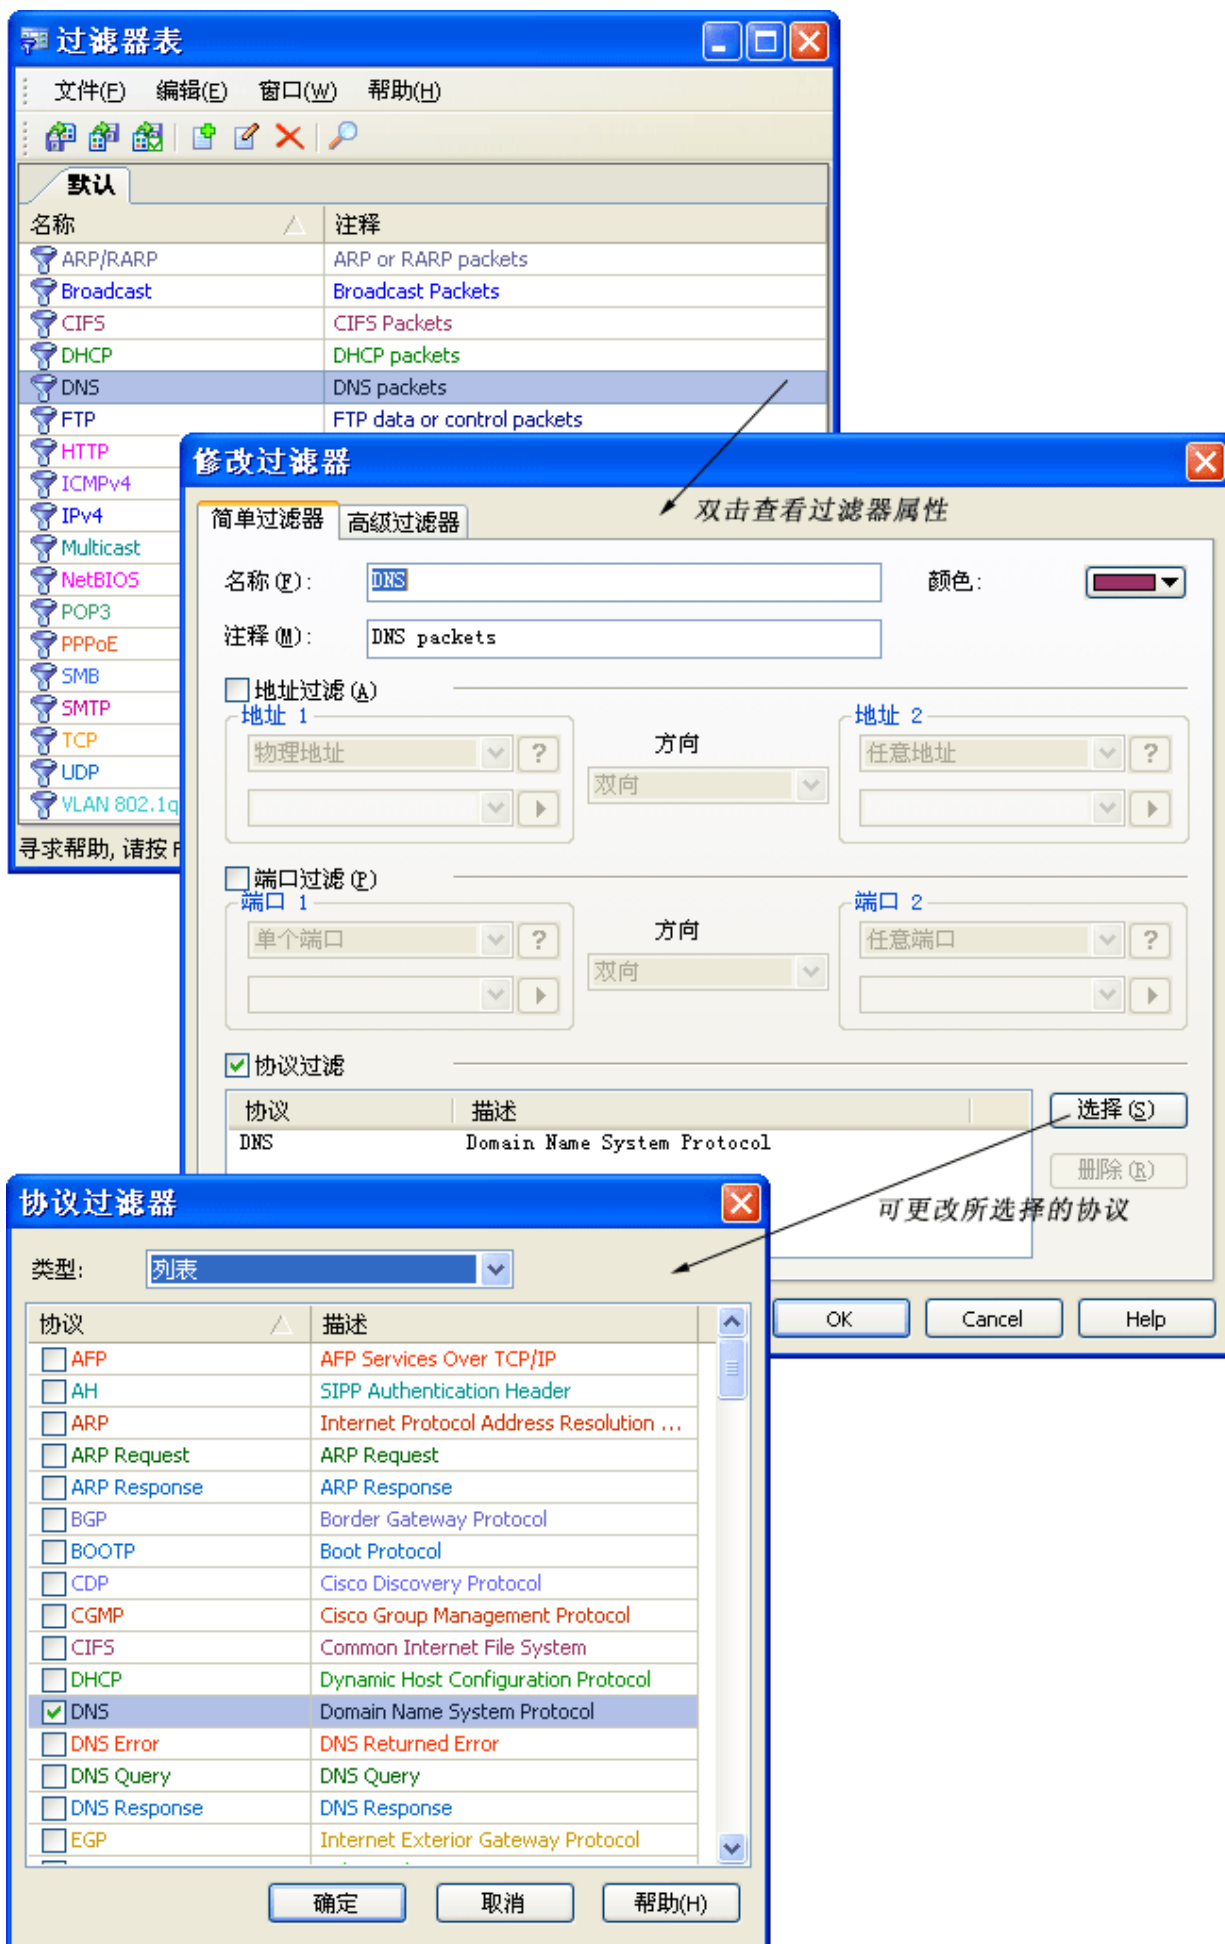 过滤器表
文件(F) 编辑(E) 窗口(W) 帮助(H)
默认
名称 注释
ARP/RARP ARP or RARP packets
Broadcast Broadcast Packets
CIFS CIFS Packets
DHCP DHCP packets
DNS DNS packets
FTP FTP data or control packets
HTTP
ICMPv4
IPv4
Multicast
NetBIOS
POP3
PPPoE
SMB
SMTP
TCP
UDP
VLAN 802.1q
寻求帮助, 请按 F
修改过滤器
双击查看过滤器属性
简单过滤器 高级过滤器
名称(F): DNS 颜色:
注释(M): DNS packets
地址过滤(A)
地址 1 方向 地址 2
物理地址 ? 双向 任意地址 ?
端口过滤(P)
端口 1 方向 端口 2
单个端口 ? 双向 任意端口 ?
协议过滤
协议 描述 选择(S)
DNS Domain Name System Protocol
删除(R)
可更改所选择的协议
OK Cancel Help
协议过滤器
类型: 列表
协议 描述
AFP AFP Services Over TCP/IP
AH SIPP Authentication Header
ARP Internet Protocol Address Resolution ...
ARP Request ARP Request
ARP Response ARP Response
BGP Border Gateway Protocol
BOOTP Boot Protocol
CDP Cisco Discovery Protocol
CGMP Cisco Group Management Protocol
CIFS Common Internet File System
DHCP Dynamic Host Configuration Protocol
DNS Domain Name System Protocol
DNS Error DNS Returned Error
DNS Query DNS Query
DNS Response DNS Response
EGP Internet Exterior Gateway Protocol
确定 取消 帮助(H)